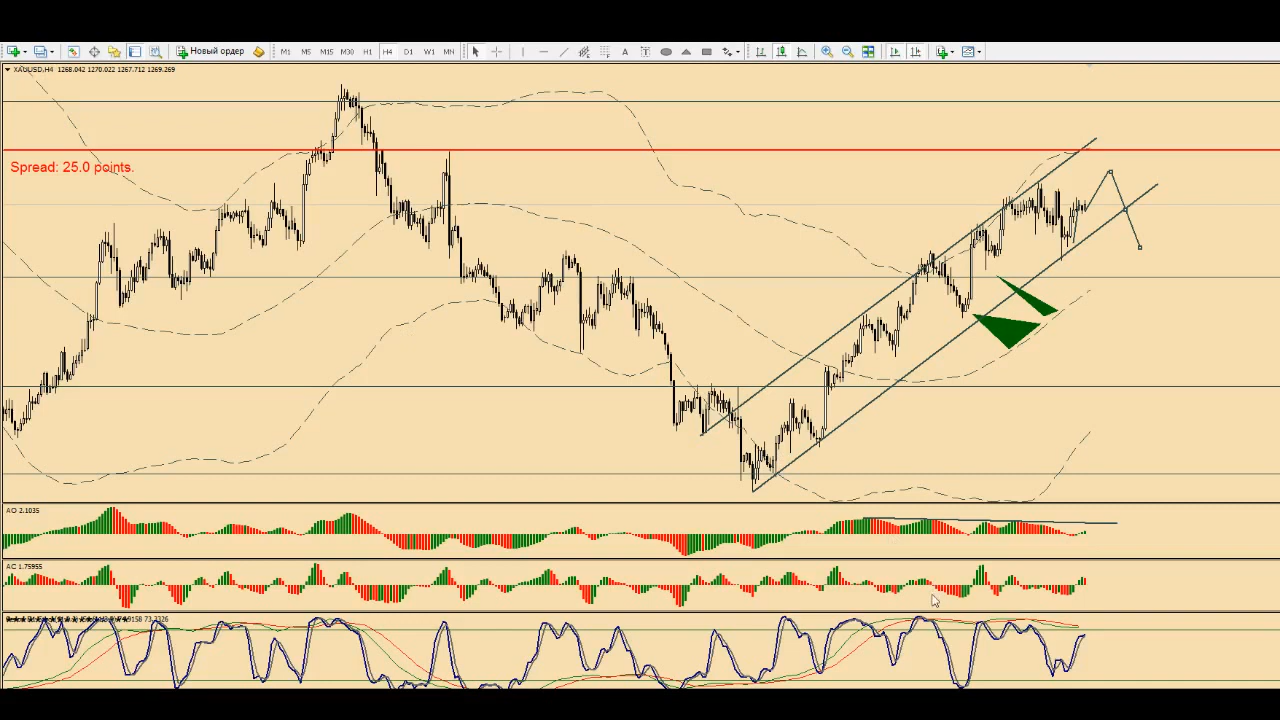 Новый ордер
M1 M5 M15 M30 H1 H4 D1 W1 MN
A T
XAUUSD,H4 1268.042 1270.022 1267.712 1269.269
Spread: 25.0 points.
AO 2.1035
AC 1.75955